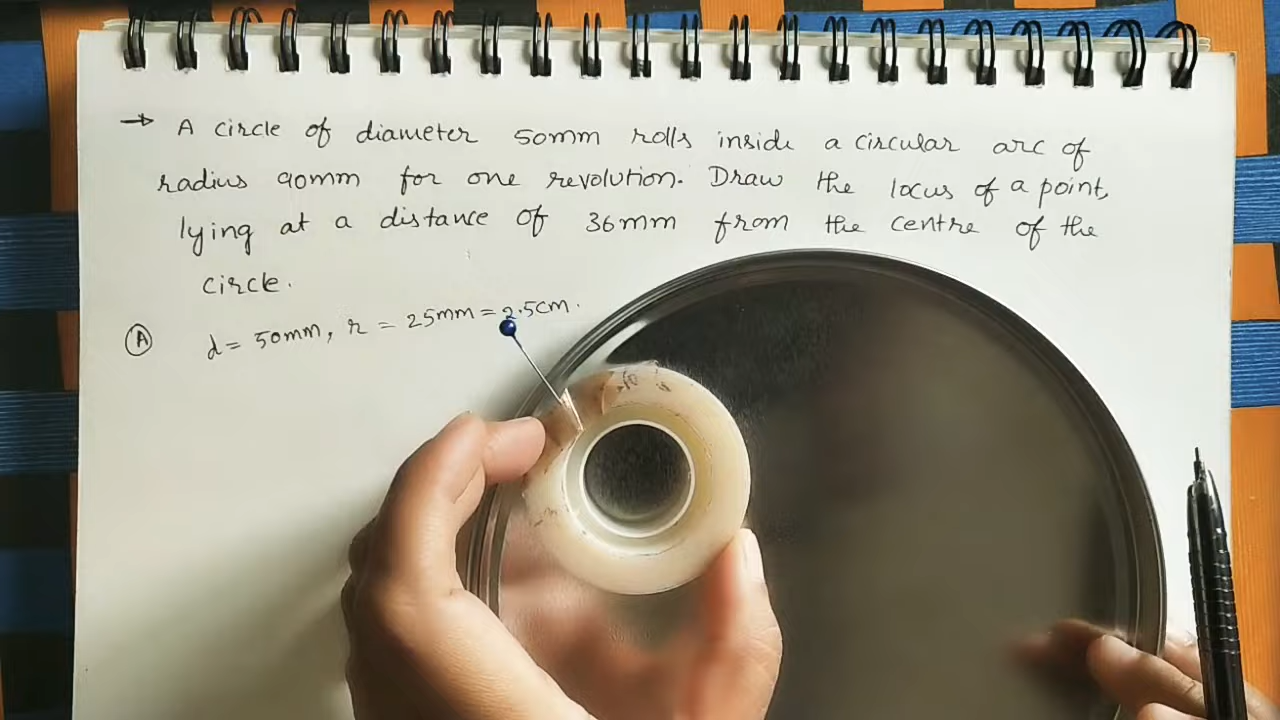 → A circle of diameter 50mm rolls inside a circular arc of
radius 90mm for one revolution. Draw the locus of a point,
lying at a distance of 36mm from the centre of the
circle.
Ⓐ d = 50mm, r = 25mm = 2.5cm.